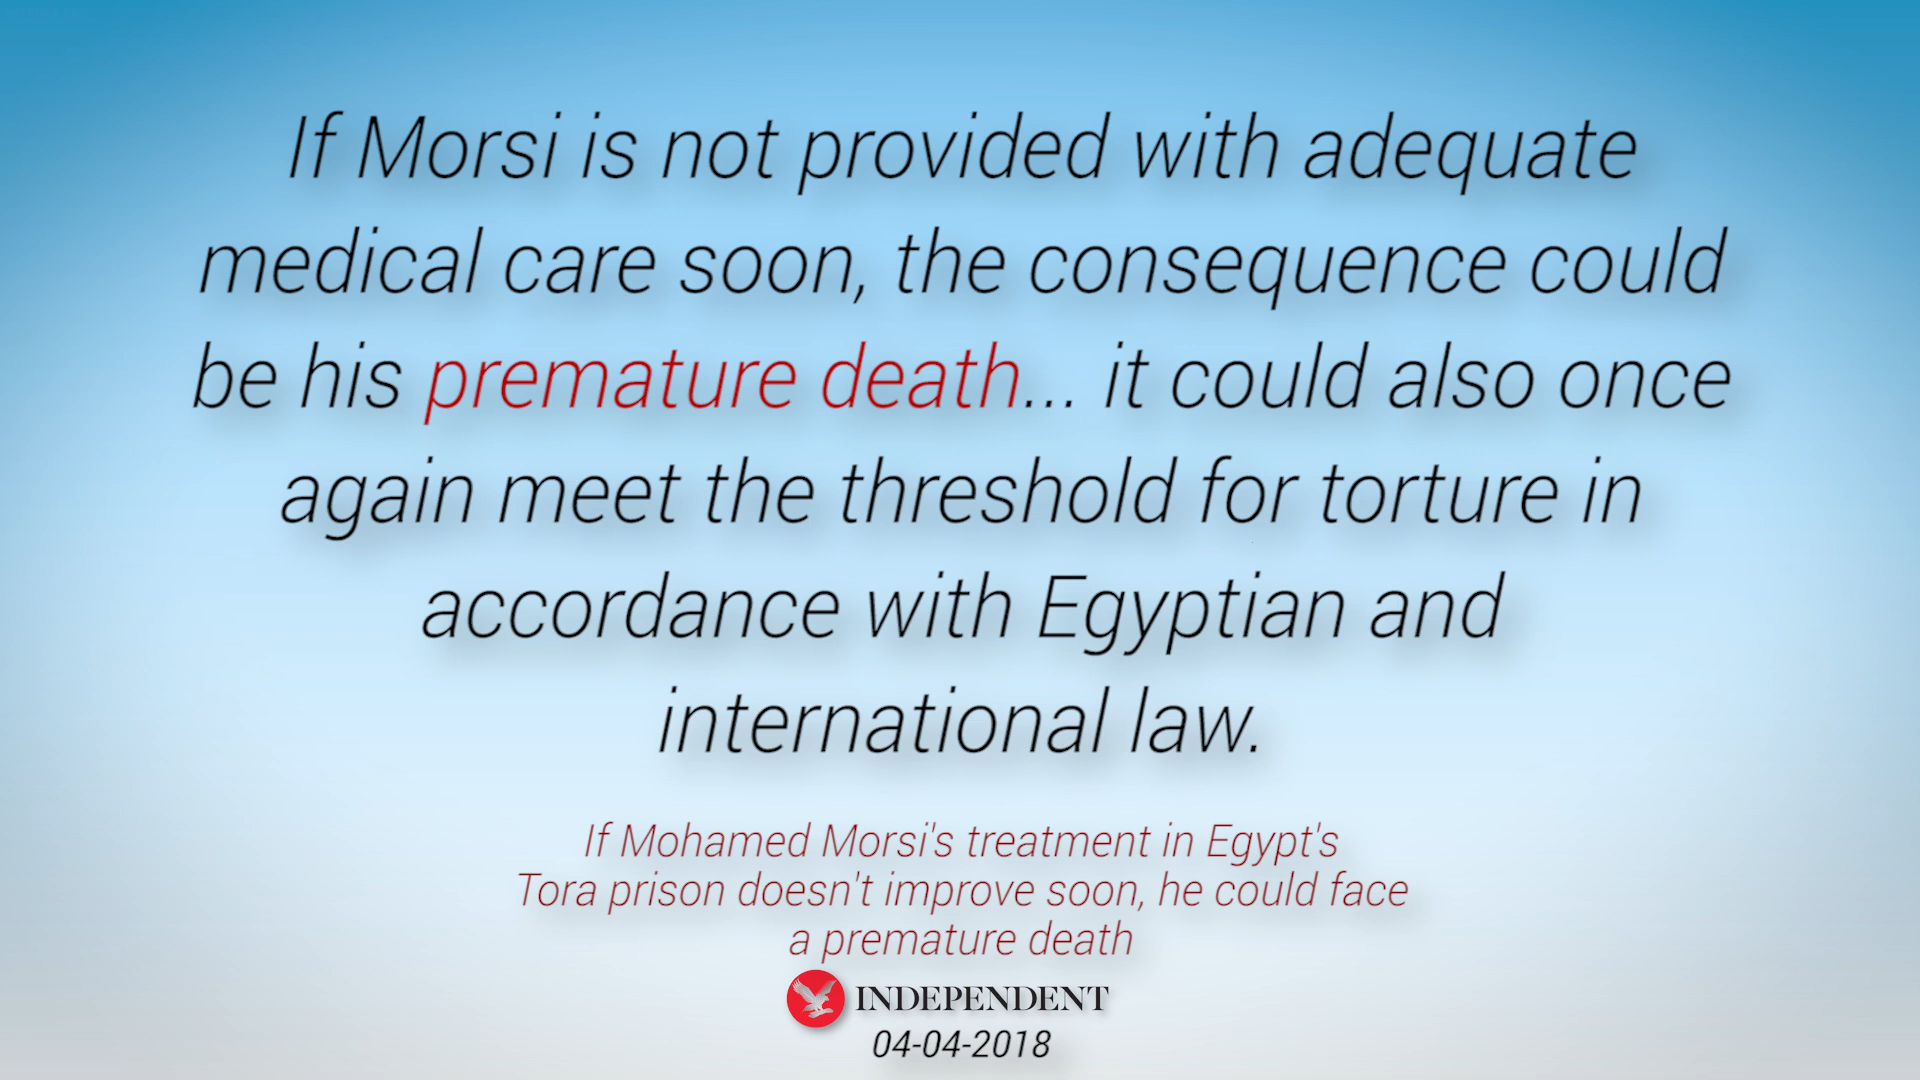 If Morsi is not provided with adequate
medical care soon, the consequence could
be his premature death... it could also once
again meet the threshold for torture in
accordance with Egyptian and
international law.
If Mohamed Morsi's treatment in Egypt's
Tora prison doesn't improve soon, he could face
a premature death
INDEPENDENT
04-04-2018